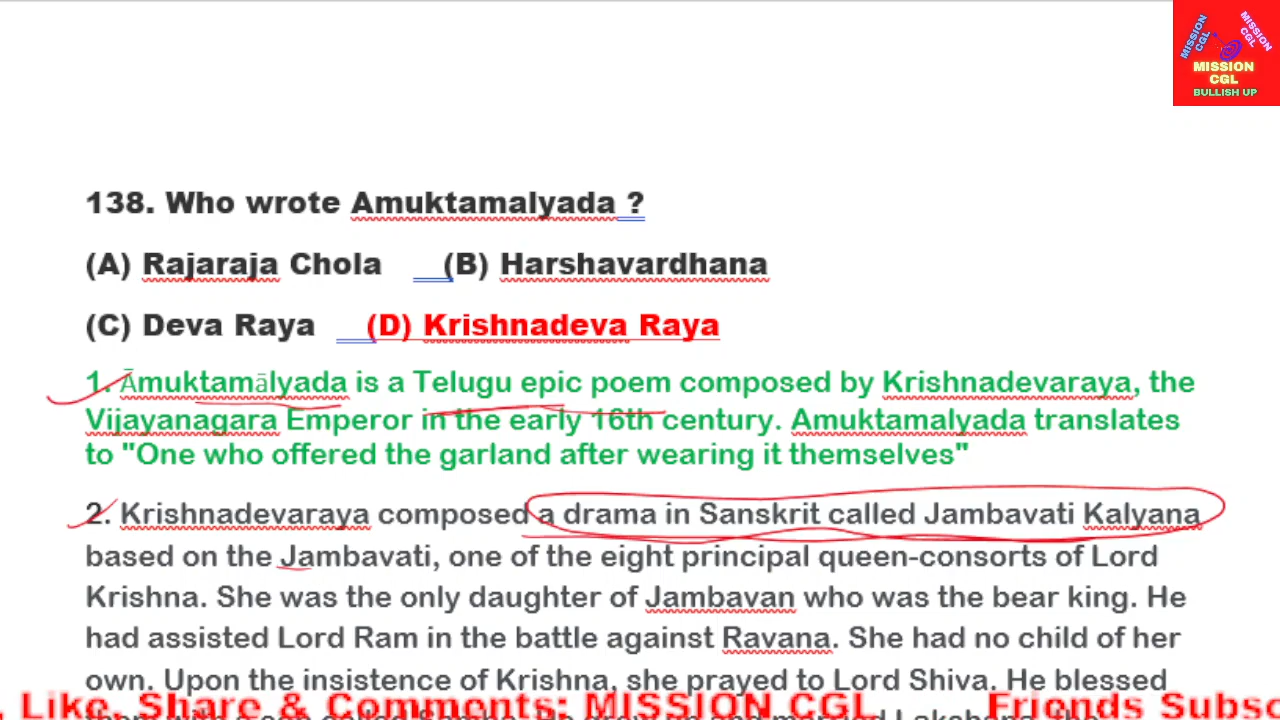 MISSION CGL
MISSION CGL
MISSION
CGL
BULLISH UP
138. Who wrote Amuktamalyada ?
(A) Rajaraja Chola (B) Harshavardhana
(C) Deva Raya (D) Krishnadeva Raya
1. Āmuktamālyada is a Telugu epic poem composed by Krishnadevaraya, the
Vijayanagara Emperor in the early 16th century. Amuktamalyada translates
to "One who offered the garland after wearing it themselves"
2. Krishnadevaraya composed a drama in Sanskrit called Jambavati Kalyana
based on the Jambavati, one of the eight principal queen-consorts of Lord
Krishna. She was the only daughter of Jambavan who was the bear king. He
had assisted Lord Ram in the battle against Ravana. She had no child of her
own. Upon the insistence of Krishna, she prayed to Lord Shiva. He blessed
Like, Share & Comments: MISSION CGL Friends Subsc